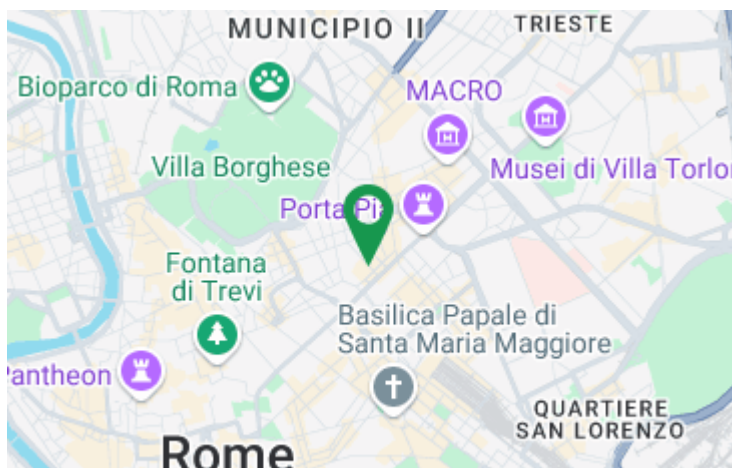 MUNICIPIO II
TRIESTE
Bioparco di Roma
MACRO
Villa Borghese
Musei di Villa Torlo
Porta Pi
Fontana
di Trevi
Basilica Papale di
Santa Maria Maggiore
Pantheon
QUARTIERE
SAN LORENZO
Rome